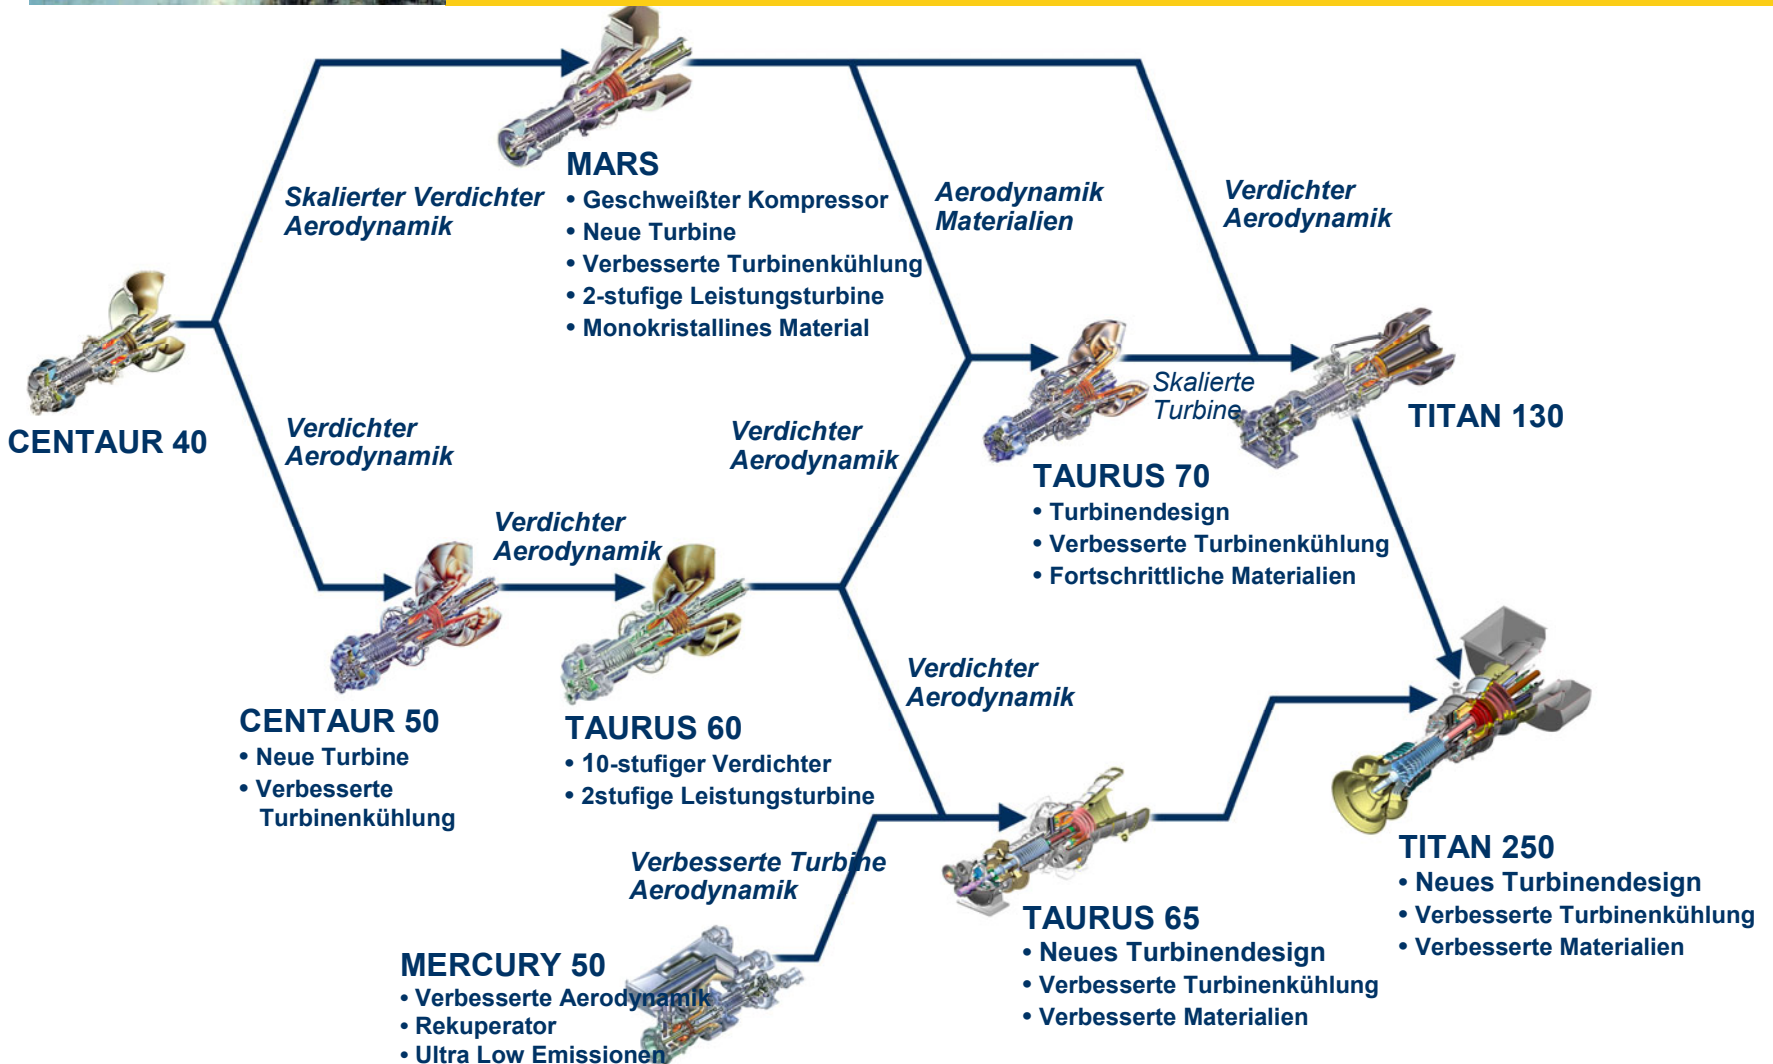 MARS
• Geschweißter Kompressor
• Neue Turbine
• Verbesserte Turbinenkühlung
• 2-stufige Leistungsturbine
• Monokristallines Material
Skalierter Verdichter
Aerodynamik
Aerodynamik
Materialien
Verdichter
Aerodynamik
CENTAUR 40
Verdichter
Aerodynamik
Verdichter
Aerodynamik
Verdichter
Aerodynamik
Skalierte
Turbine
TITAN 130
TAURUS 70
• Turbinendesign
• Verbesserte Turbinenkühlung
• Fortschrittliche Materialien
CENTAUR 50
• Neue Turbine
• Verbesserte
Turbinenkühlung
TAURUS 60
• 10-stufiger Verdichter
• 2stufige Leistungsturbine
Verdichter
Aerodynamik
Verbesserte Turbine
Aerodynamik
MERCURY 50
• Verbesserte Aerodynamik
• Rekuperator
• Ultra Low Emissionen
TAURUS 65
• Neues Turbinendesign
• Verbesserte Turbinenkühlung
• Verbesserte Materialien
TITAN 250
• Neues Turbinendesign
• Verbesserte Turbinenkühlung
• Verbesserte Materialien